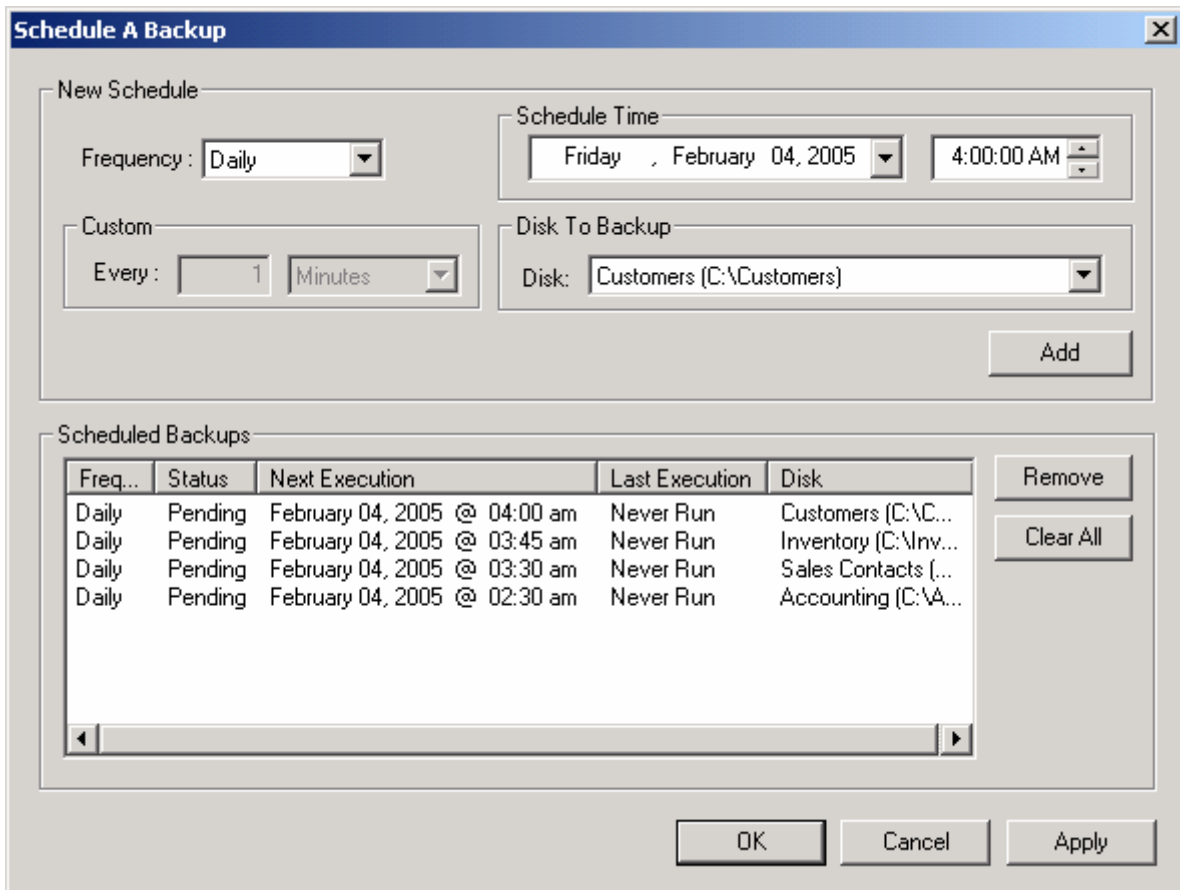 Schedule A Backup
New Schedule
Schedule Time
Frequency : Daily
Friday , February 04, 2005 4:00:00 AM
Custom
Disk To Backup
Every : 1 Minutes
Disk: Customers (C:\Customers)
Add
Scheduled Backups
Freq... Status Next Execution Last Execution Disk
Remove
Daily Pending February 04, 2005 @ 04:00 am Never Run Customers (C:\C...
Daily Pending February 04, 2005 @ 03:45 am Never Run Inventory (C:\Inv...
Clear All
Daily Pending February 04, 2005 @ 03:30 am Never Run Sales Contacts (...
Daily Pending February 04, 2005 @ 02:30 am Never Run Accounting (C:\A...
OK Cancel Apply